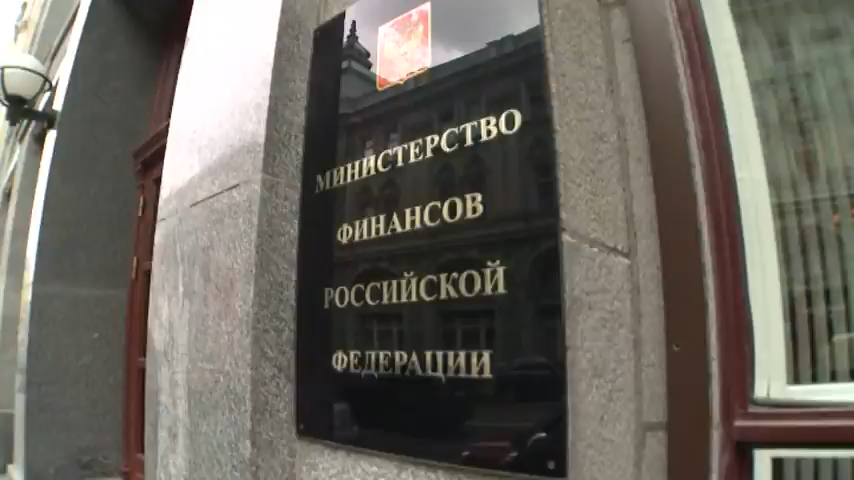 МИНИСТЕРСТВО
ФИНАНСОВ
РОССИЙСКОЙ
ФЕДЕРАЦИИ